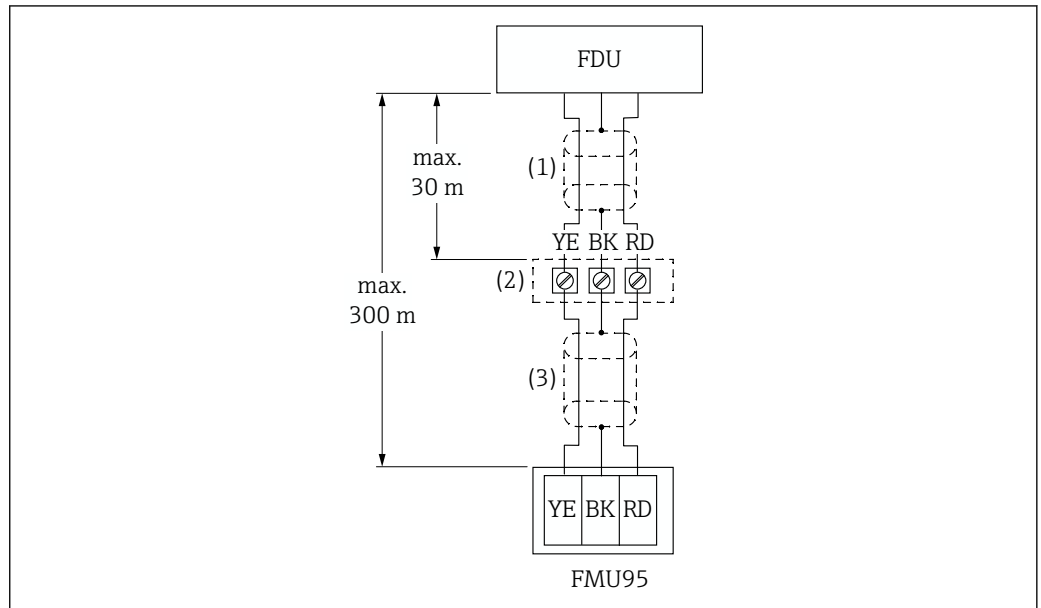 FDU
max.
30 m
(1)
YE BK RD
(2)
max.
300 m
(3)
YE BK RD
FMU95